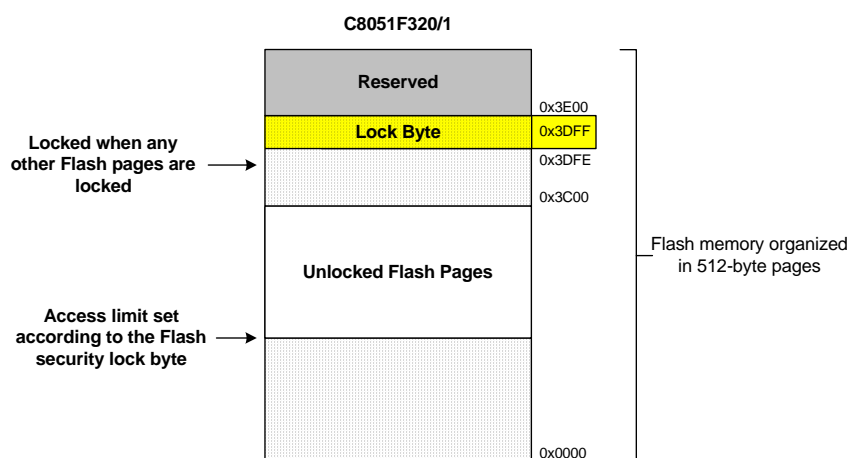 C8051F320/1
Reserved
0x3E00
Lock Byte
0x3DFF
Locked when any
other Flash pages are
locked
0x3DFE
0x3C00
Unlocked Flash Pages
Flash memory organized
in 512-byte pages
Access limit set
according to the Flash
security lock byte
0x0000